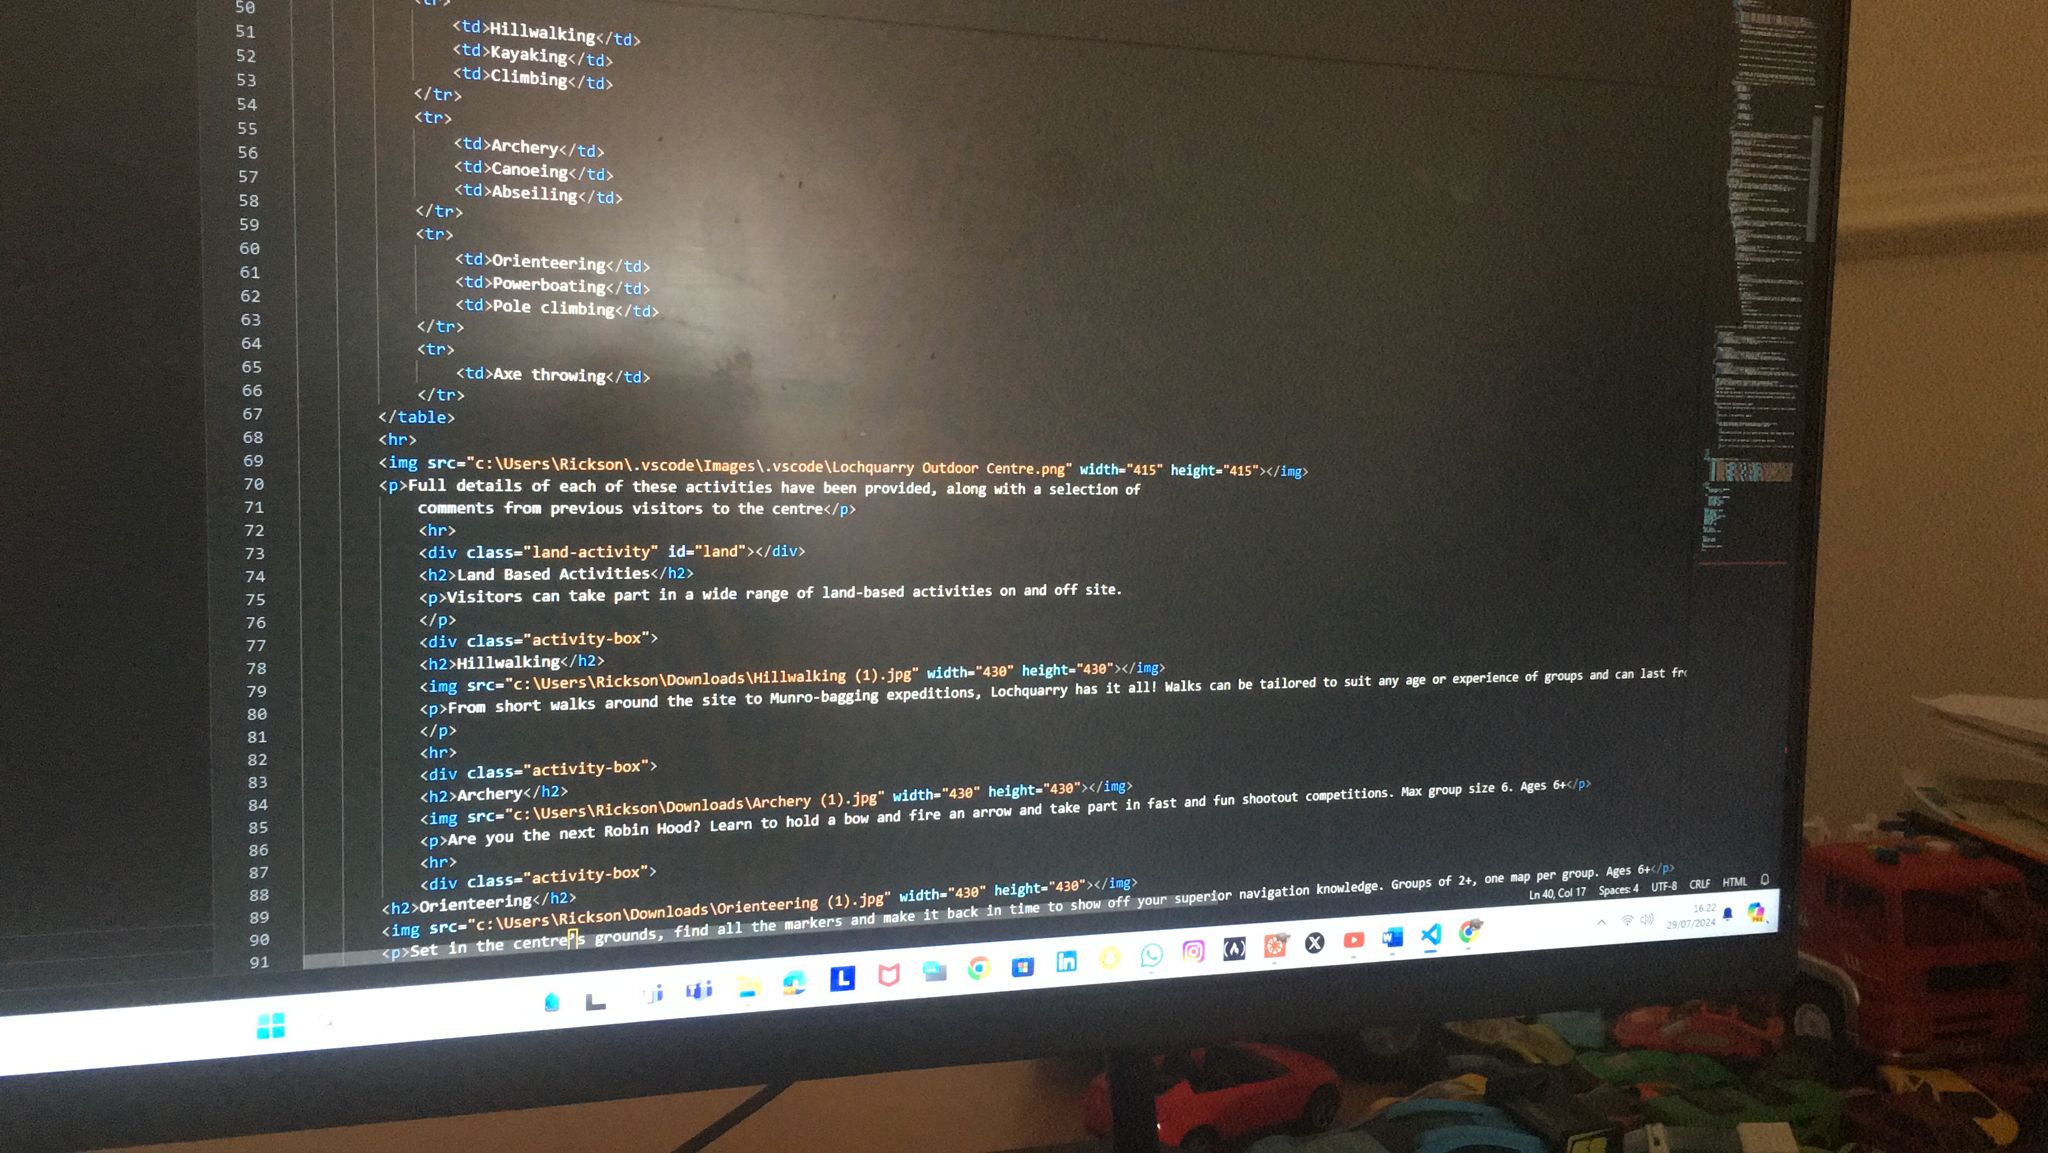 50 <tr>
51 <td>Hillwalking</td>
52 <td>Kayaking</td>
53 <td>Climbing</td>
54 </tr>
55 <tr>
56 <td>Archery</td>
57 <td>Canoeing</td>
58 <td>Abseiling</td>
59 </tr>
60 <tr>
61 <td>Orienteering</td>
62 <td>Powerboating</td>
63 <td>Pole climbing</td>
64 </tr>
65 <tr>
66 <td>Axe throwing</td>
67 </tr>
68 </table>
69 <hr>
70 <img src="c:\Users\Rickson\.vscode\Images\.vscode\Lochquarry Outdoor Centre.png" width="415" height="415"></img>
71 <p>Full details of each of these activities have been provided, along with a selection of
72 comments from previous visitors to the centre</p>
73 <hr>
74 <div class="land-activity" id="land"></div>
75 <h2>Land Based Activities</h2>
76 <p>Visitors can take part in a wide range of land-based activities on and off site.
77 </p>
78 <div class="activity-box">
79 <h2>Hillwalking</h2>
80 <img src="c:\Users\Rickson\Downloads\Hillwalking (1).jpg" width="430" height="430"></img>
81 <p>From short walks around the site to Munro-bagging expeditions, Lochquarry has it all! Walks can be tailored to suit any age or experience of groups and can last
82 </p>
83 <hr>
84 <div class="activity-box">
85 <h2>Archery</h2>
86 <img src="c:\Users\Rickson\Downloads\Archery (1).jpg" width="430" height="430"></img>
87 <p>Are you the next Robin Hood? Learn to hold a bow and fire an arrow and take part in fast and fun shootout competitions. Max group size 6. Ages 6+</p>
88 <hr>
89 <div class="activity-box">
90 <h2>Orienteering</h2>
91 <img src="c:\Users\Rickson\Downloads\Orienteering (1).jpg" width="430" height="430"></img>
<p>Set in the centre's grounds, find all the markers and make it back in time to show off your superior navigation knowledge. Groups of 2+, one map per group. Ages 6+</p>
Ln 40, Col 17 Spaces: 4 UTF-8 CRLF HTML
16:22
29/07/2024